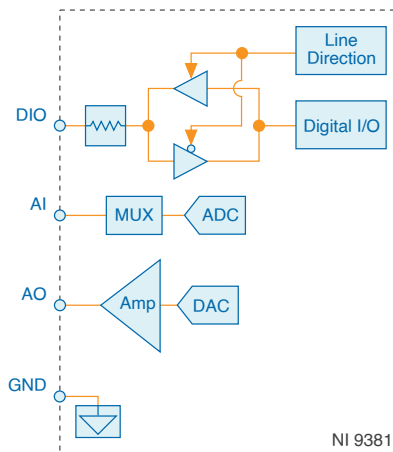 Line
Direction
DIO
Digital I/O
AI
MUX
ADC
AO
Amp
DAC
GND
NI 9381